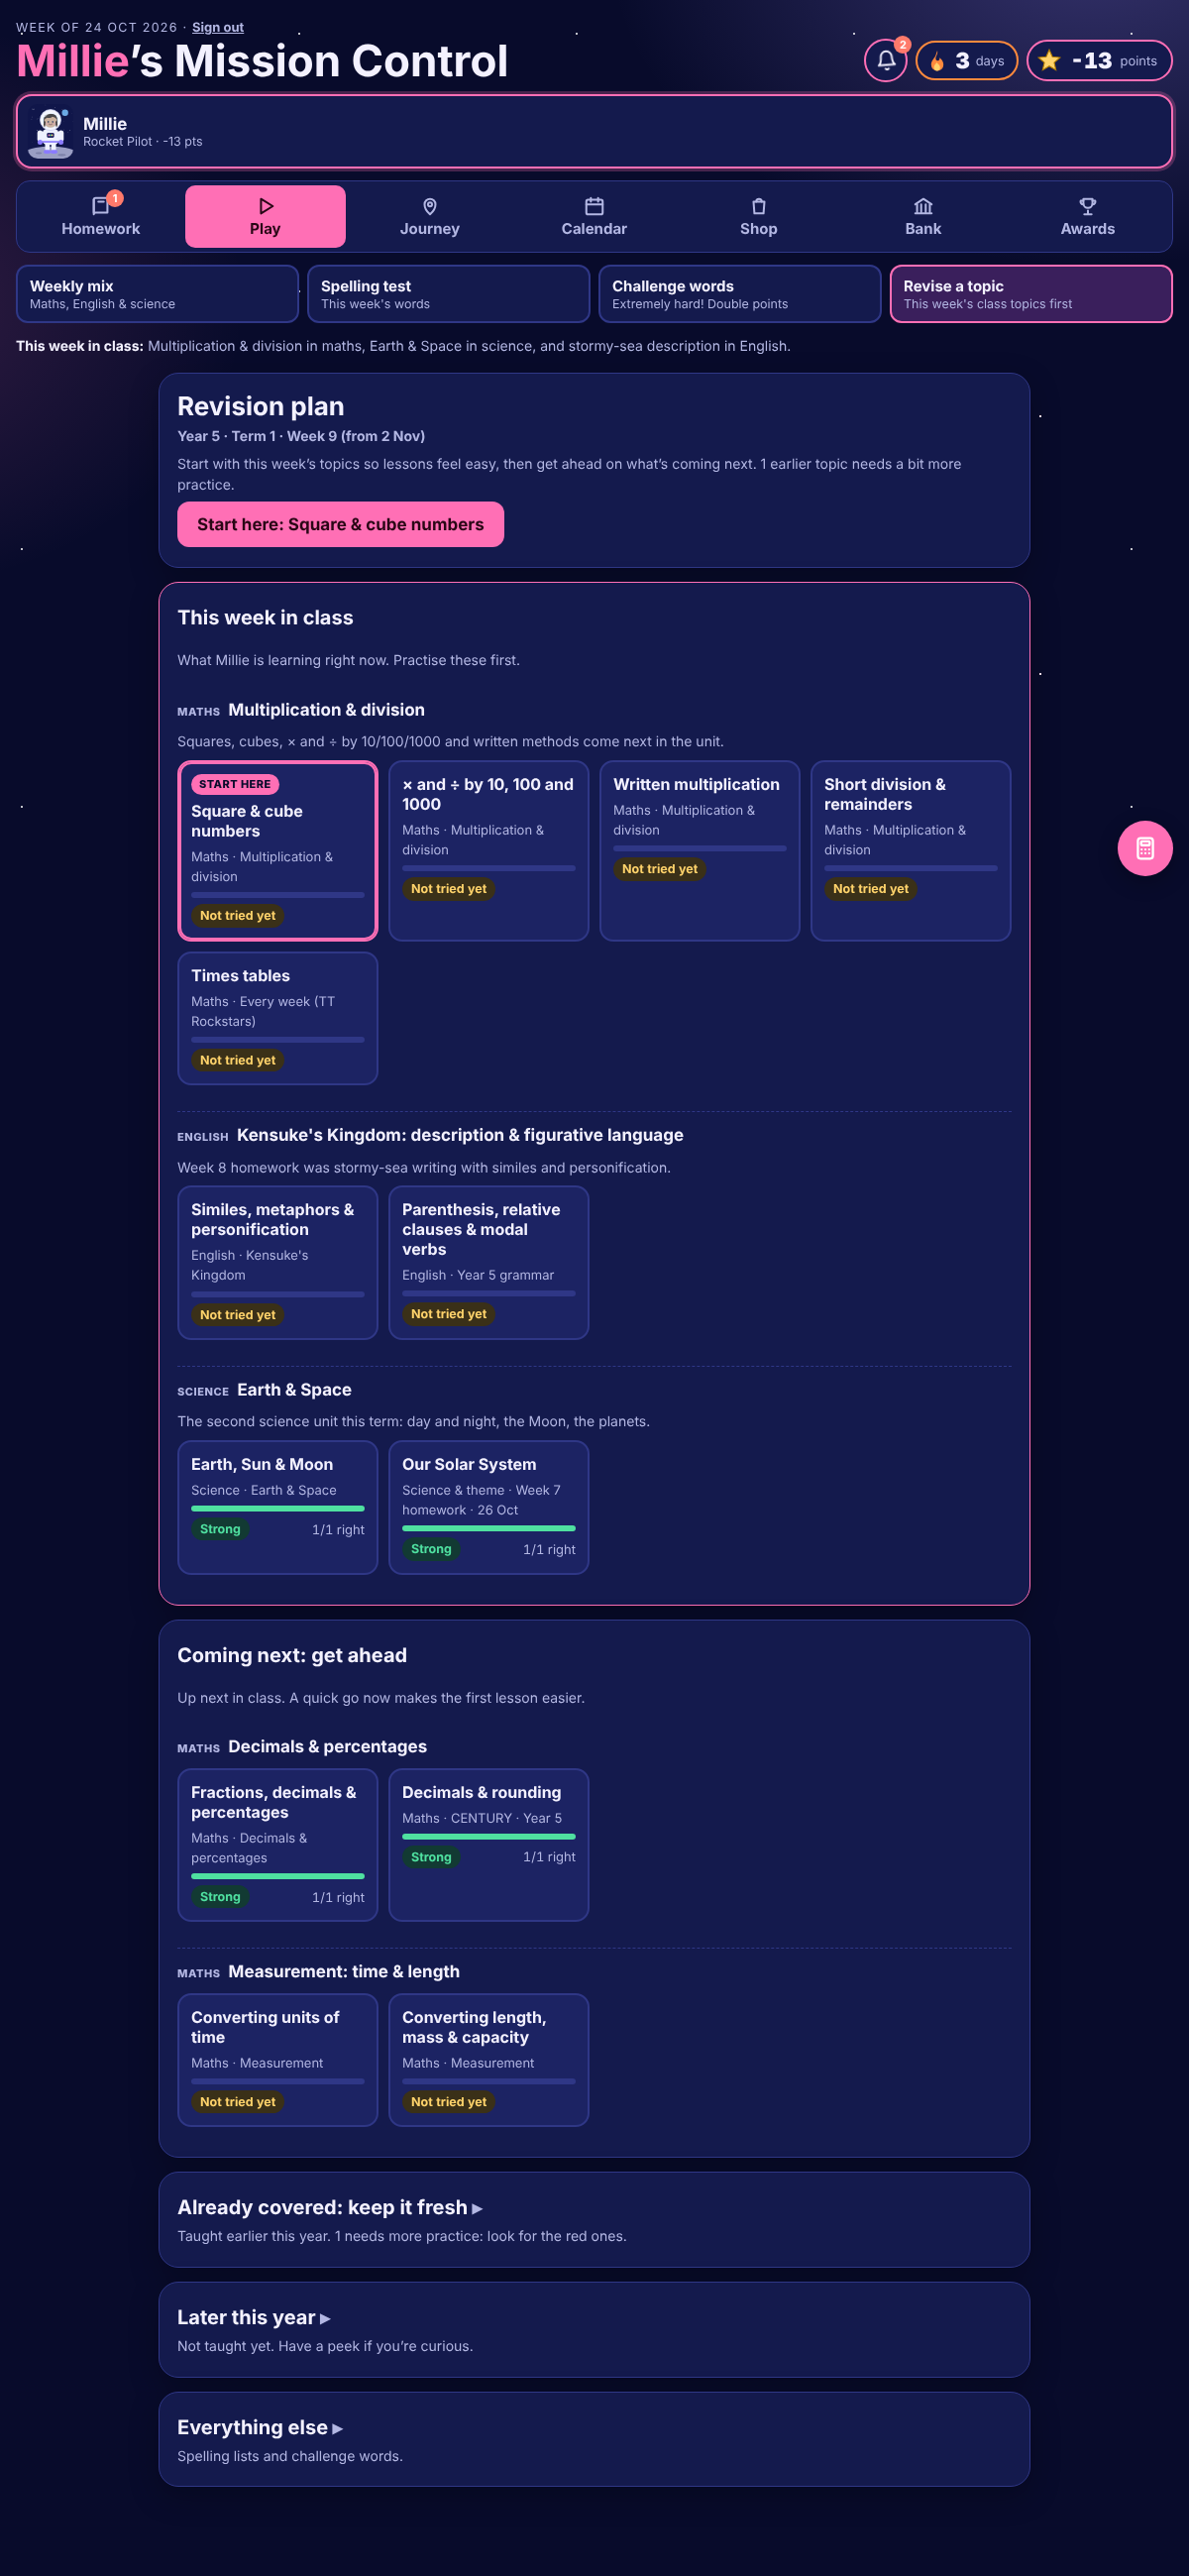 WEEK OF 24 OCT 2026 · Sign out
Millie's Mission Control
2
3 days
-13 points
Millie
Rocket Pilot · -13 pts
1
Homework
Play
Journey
Calendar
Shop
Bank
Awards
Weekly mix
Maths, English & science
Spelling test
This week's words
Challenge words
Extremely hard! Double points
Revise a topic
This week's class topics first
This week in class: Multiplication & division in maths, Earth & Space in science, and stormy-sea description in English.
Revision plan
Year 5 · Term 1 · Week 9 (from 2 Nov)
Start with this week's topics so lessons feel easy, then get ahead on what's coming next. 1 earlier topic needs a bit more
practice.
Start here: Square & cube numbers
This week in class
What Millie is learning right now. Practise these first.
MATHS Multiplication & division
Squares, cubes, × and ÷ by 10/100/1000 and written methods come next in the unit.
START HERE
Square & cube
numbers
Maths · Multiplication &
division
Not tried yet
× and ÷ by 10, 100 and
1000
Maths · Multiplication &
division
Not tried yet
Written multiplication
Maths · Multiplication &
division
Not tried yet
Short division &
remainders
Maths · Multiplication &
division
Not tried yet
Times tables
Maths · Every week (TT
Rockstars)
Not tried yet
ENGLISH Kensuke's Kingdom: description & figurative language
Week 8 homework was stormy-sea writing with similes and personification.
Similes, metaphors &
personification
English · Kensuke's
Kingdom
Not tried yet
Parenthesis, relative
clauses & modal
verbs
English · Year 5 grammar
Not tried yet
SCIENCE Earth & Space
The second science unit this term: day and night, the Moon, the planets.
Earth, Sun & Moon
Science · Earth & Space
Strong 1/1 right
Our Solar System
Science & theme · Week 7
homework · 26 Oct
Strong 1/1 right
Coming next: get ahead
Up next in class. A quick go now makes the first lesson easier.
MATHS Decimals & percentages
Fractions, decimals &
percentages
Maths · Decimals &
percentages
Strong 1/1 right
Decimals & rounding
Maths · CENTURY · Year 5
Strong 1/1 right
MATHS Measurement: time & length
Converting units of
time
Maths · Measurement
Not tried yet
Converting length,
mass & capacity
Maths · Measurement
Not tried yet
Already covered: keep it fresh ▸
Taught earlier this year. 1 needs more practice: look for the red ones.
Later this year ▸
Not taught yet. Have a peek if you're curious.
Everything else ▸
Spelling lists and challenge words.